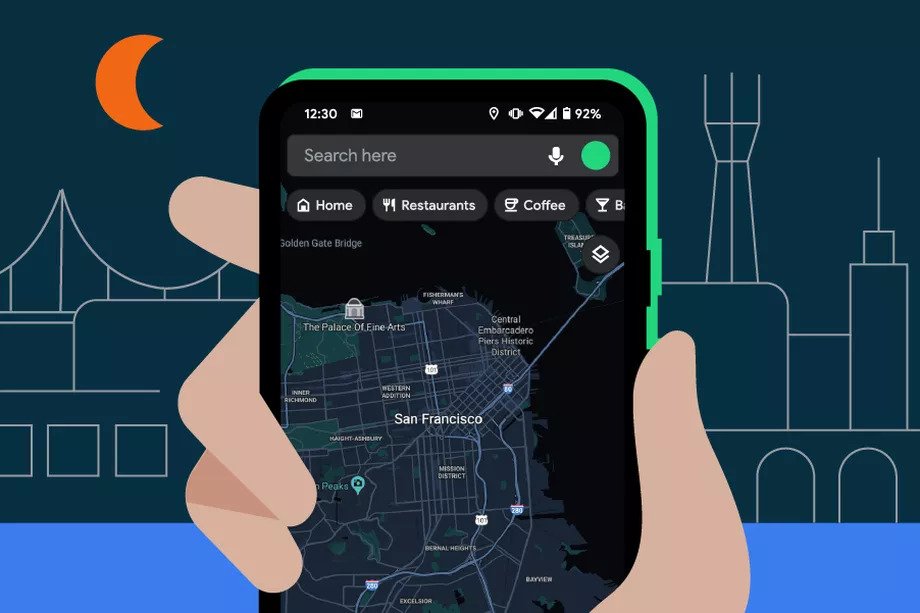 12:30
92%
Search here
Home
Restaurants
Coffee
Golden Gate Bridge
TREASURE
ISLAN
FISHERMAN'S
WHARF
The Palace Of Fine Arts
Central
Embarcadero
Piers Historic
District
101
80
INNER
RICHMOND
WESTERN
ADDITION
San Francisco
HAIGHT-ASHBURY
MISSION
DISTRICT
n Peaks
101
280
BERNAL HEIGHTS
280
BAYVIEW
EXCELSIOR